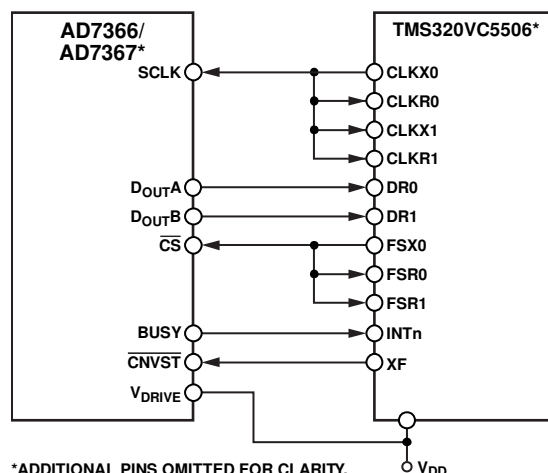 AD7366/
AD7367*
TMS320VC5506*
SCLK
CLKX0
CLKR0
CLKX1
CLKR1
DOUTA
DR0
DOUTB
DR1
CS
FSX0
FSR0
FSR1
BUSY
INTn
CNVST
XF
VDRIVE
*ADDITIONAL PINS OMITTED FOR CLARITY.
VDD